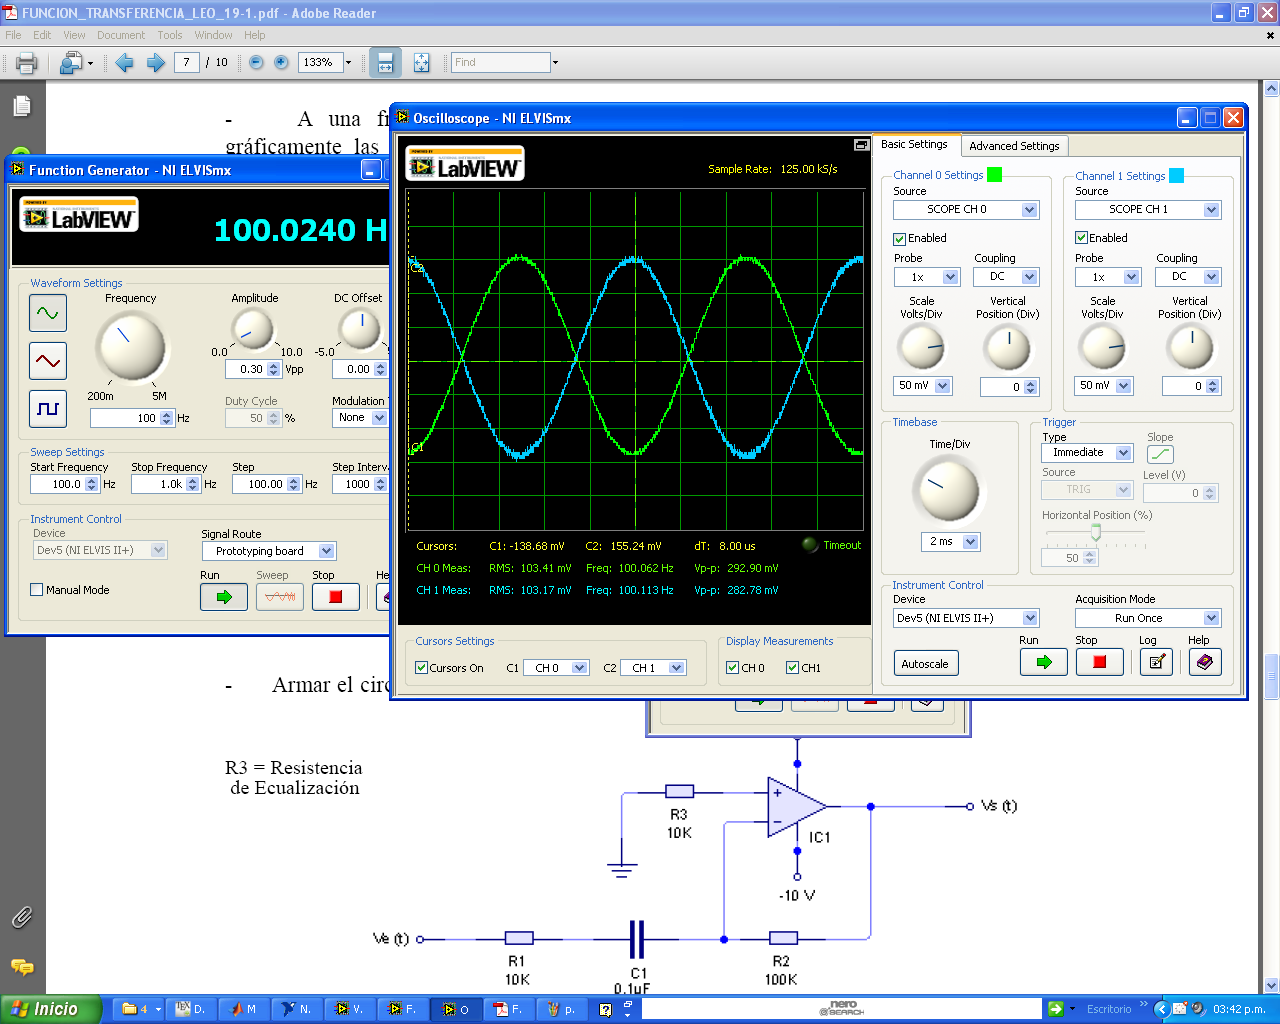 FUNCION_TRANSFERENCIA_LEO_19-1.pdf - Adobe Reader
File Edit View Document Tools Window Help
7 / 10 133% Find
- A una fr
gráficamente las
Function Generator - NI ELVISmx
POWERED BY
LabVIEW
100.0240 H
Waveform Settings
Frequency Amplitude DC Offset
0.0 10.0 -5.0 5
0.30 Vpp 0.00
200m 5M
100 Hz
Duty Cycle Modulation T
50 % None
Sweep Settings
Start Frequency Stop Frequency Step Step Interv
100.0 Hz 1.0k Hz 100.00 Hz 1000
Instrument Control
Device Signal Route
Dev5 (NI ELVIS II+) Prototyping board
Run Sweep Stop He
Manual Mode
Oscilloscope - NI ELVISmx
POWERED BY
NATIONAL INSTRUMENTS
LabVIEW
Sample Rate: 125.00 kS/s
C2
C1
Cursors: C1: -138.68 mV C2: 155.24 mV dT: 8.00 us Timeout
CH 0 Meas: RMS: 103.41 mV Freq: 100.062 Hz Vp-p: 292.90 mV
CH 1 Meas: RMS: 103.17 mV Freq: 100.113 Hz Vp-p: 282.78 mV
Cursors Settings
Cursors On C1 CH 0 C2 CH 1
Display Measurements
CH 0 CH1
Basic Settings Advanced Settings
Channel 0 Settings
Source
SCOPE CH 0
Enabled
Probe Coupling
1x DC
Scale Vertical
Volts/Div Position (Div)
50 mV 0
Channel 1 Settings
Source
SCOPE CH 1
Enabled
Probe Coupling
1x DC
Scale Vertical
Volts/Div Position (Div)
50 mV 0
Timebase
Time/Div
2 ms
Trigger
Type Slope
Immediate
Source Level (V)
TRIG 0
Horizontal Position (%)
50
Instrument Control
Device Acquisition Mode
Dev5 (NI ELVIS II+) Run Once
Run Stop Log Help
Autoscale
- Armar el circ
R3 = Resistencia
de Ecualización
R3
10K
+
-
IC1
Vs (t)
-10 V
Ve (t)
R1
10K
C1
0.1uF
R2
100K
Inicio 4 D. M N. V. F. O F. p. ? nero SEARCH Escritorio » 03:42 p.m.